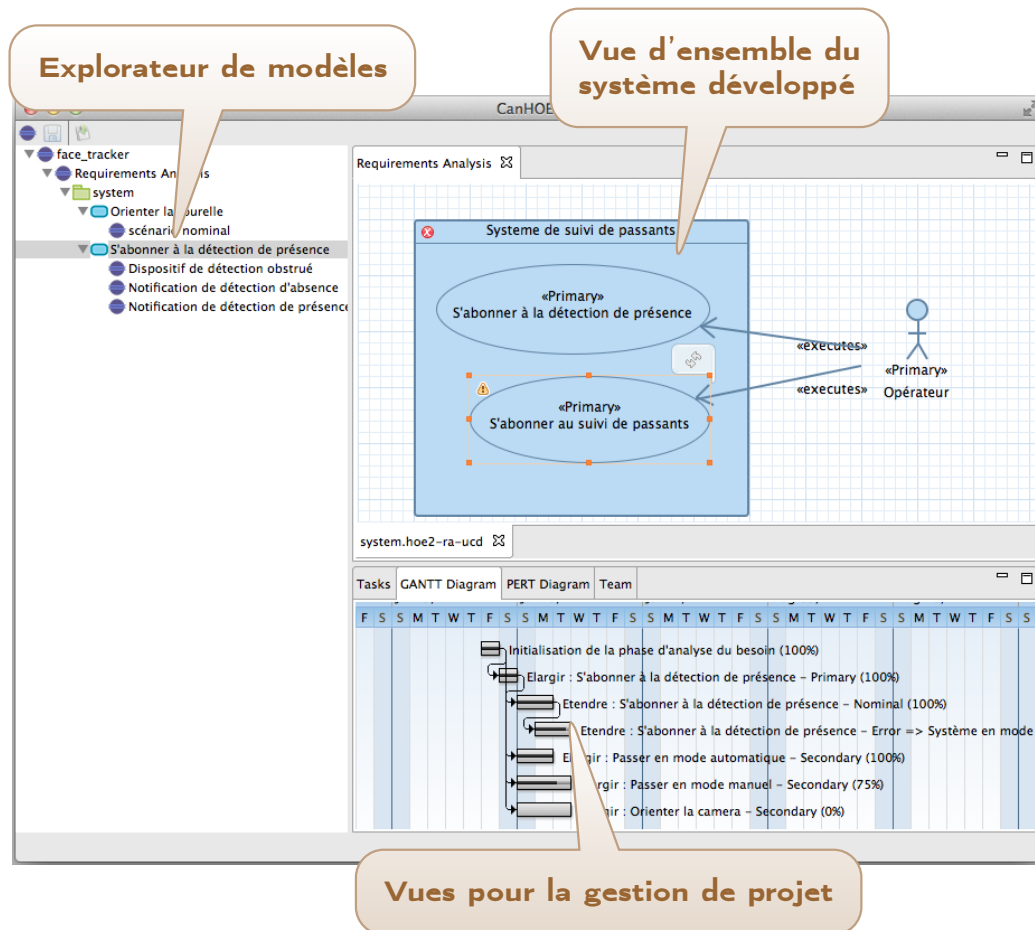 Explorateur de modèles
Vue d'ensemble du
système développé
CanHOE
face_tracker
Requirements Analysis
system
Orienter la tourelle
scénario nominal
S'abonner à la détection de présence
Dispositif de détection obstrué
Notification de détection d'absence
Notification de détection de présence
Requirements Analysis
Systeme de suivi de passants
«Primary»
S'abonner à la détection de présence
«executes»
«Primary»
Opérateur
«executes»
«Primary»
S'abonner au suivi de passants
system.hoe2-ra-ucd
Tasks GANTT Diagram PERT Diagram Team
F S S M T W T F S S M T W T F S S M T W T F S S M T W T F S S M T W T F S S
Initialisation de la phase d'analyse du besoin (100%)
Elargir : S'abonner à la détection de présence - Primary (100%)
Etendre : S'abonner à la détection de présence - Nominal (100%)
Etendre : S'abonner à la détection de présence - Error => Système en mode
Elargir : Passer en mode automatique - Secondary (100%)
Elargir : Passer en mode manuel - Secondary (75%)
Elargir : Orienter la camera - Secondary (0%)
Vues pour la gestion de projet